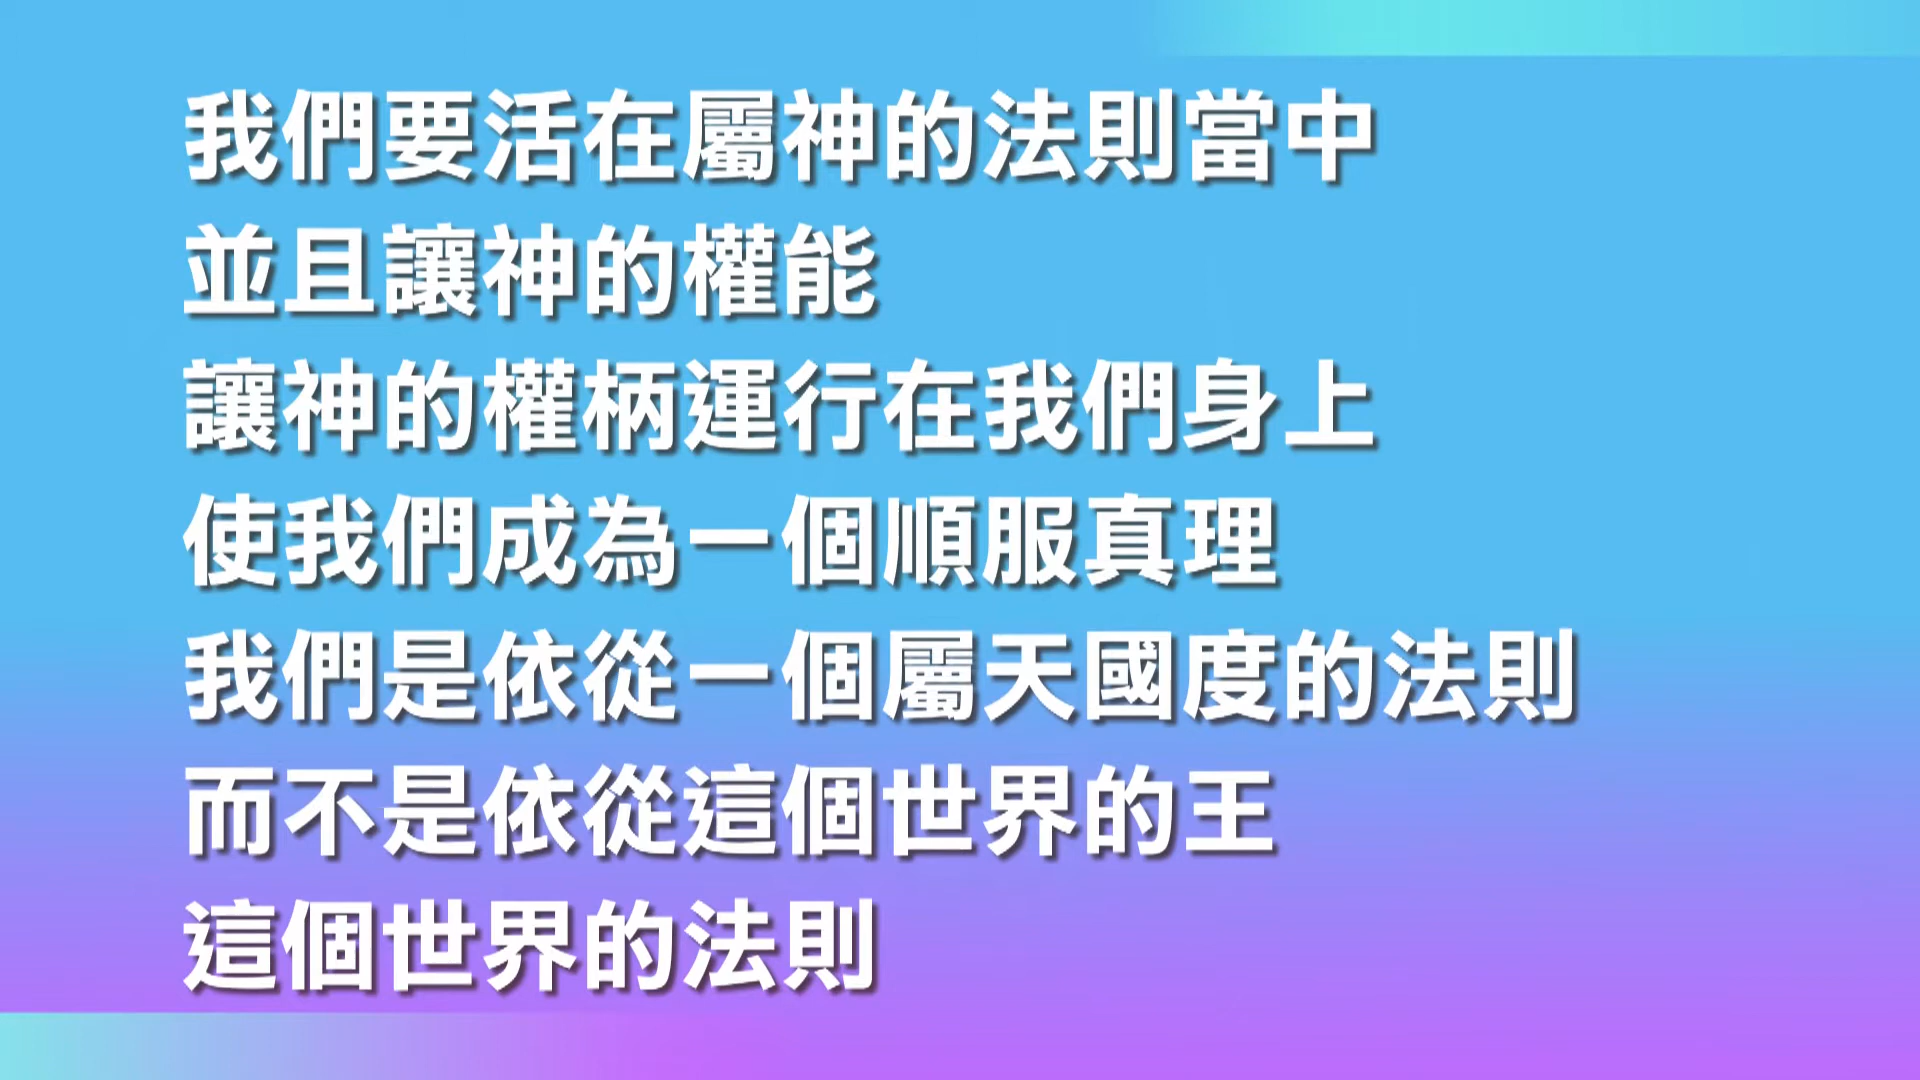 我們要活在屬神的法則當中
並且讓神的權能
讓神的權柄運行在我們身上
使我們成為一個順服真理
我們是依從一個屬天國度的法則
而不是依從這個世界的王
這個世界的法則